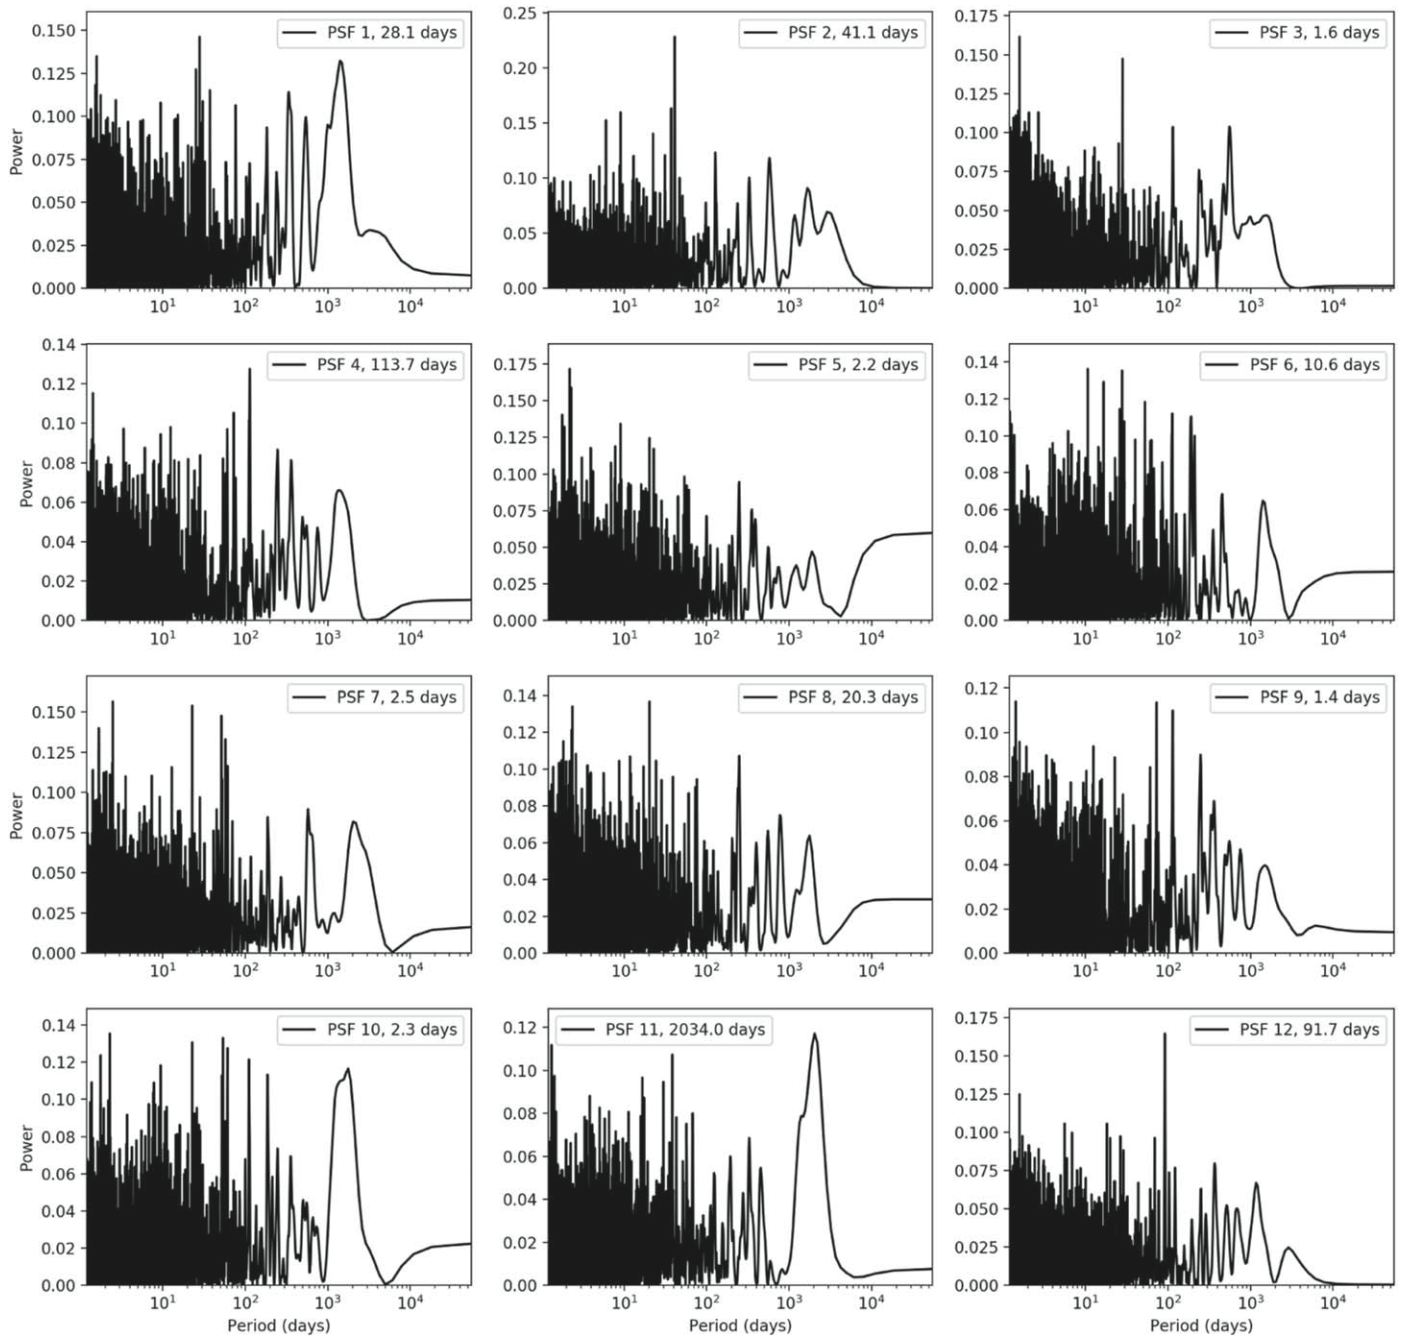 PSF 1, 28.1 days
0.150
0.125
0.100
0.075
0.050
0.025
0.000
Power
10¹ 10² 10³ 10⁴
PSF 2, 41.1 days
0.25
0.20
0.15
0.10
0.05
0.00
10¹ 10² 10³ 10⁴
PSF 3, 1.6 days
0.175
0.150
0.125
0.100
0.075
0.050
0.025
0.000
10¹ 10² 10³ 10⁴
PSF 4, 113.7 days
0.14
0.12
0.10
0.08
0.06
0.04
0.02
0.00
Power
10¹ 10² 10³ 10⁴
PSF 5, 2.2 days
0.175
0.150
0.125
0.100
0.075
0.050
0.025
0.000
10¹ 10² 10³ 10⁴
PSF 6, 10.6 days
0.14
0.12
0.10
0.08
0.06
0.04
0.02
0.00
10¹ 10² 10³ 10⁴
PSF 7, 2.5 days
0.150
0.125
0.100
0.075
0.050
0.025
0.000
Power
10¹ 10² 10³ 10⁴
PSF 8, 20.3 days
0.14
0.12
0.10
0.08
0.06
0.04
0.02
0.00
10¹ 10² 10³ 10⁴
PSF 9, 1.4 days
0.12
0.10
0.08
0.06
0.04
0.02
0.00
10¹ 10² 10³ 10⁴
PSF 10, 2.3 days
0.14
0.12
0.10
0.08
0.06
0.04
0.02
0.00
Power
10¹ 10² 10³ 10⁴
Period (days)
PSF 11, 2034.0 days
0.12
0.10
0.08
0.06
0.04
0.02
0.00
10¹ 10² 10³ 10⁴
Period (days)
PSF 12, 91.7 days
0.175
0.150
0.125
0.100
0.075
0.050
0.025
0.000
10¹ 10² 10³ 10⁴
Period (days)